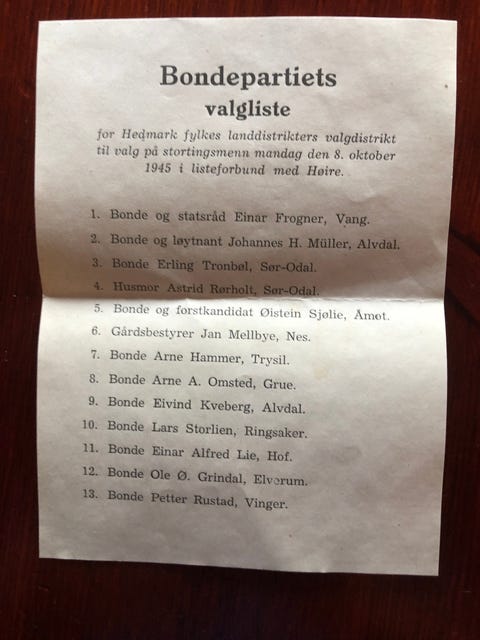 Bondepartiets
valgliste
for Hedmark fylkes landdistrikters valgdistrikt
til valg på stortingsmenn mandag den 8. oktober
1945 i listeforbund med Høire.
1. Bonde og statsråd Einar Frogner, Vang.
2. Bonde og løytnant Johannes H. Müller, Alvdal.
3. Bonde Erling Tronbøl, Sør-Odal.
4. Husmor Astrid Rørholt, Sør-Odal.
5. Bonde og forstkandidat Øistein Sjølie, Åmot.
6. Gårdsbestyrer Jan Mellbye, Nes.
7. Bonde Arne Hammer, Trysil.
8. Bonde Arne A. Omsted, Grue.
9. Bonde Eivind Kveberg, Alvdal.
10. Bonde Lars Storlien, Ringsaker.
11. Bonde Einar Alfred Lie, Hof.
12. Bonde Ole Ø. Grindal, Elverum.
13. Bonde Petter Rustad, Vinger.